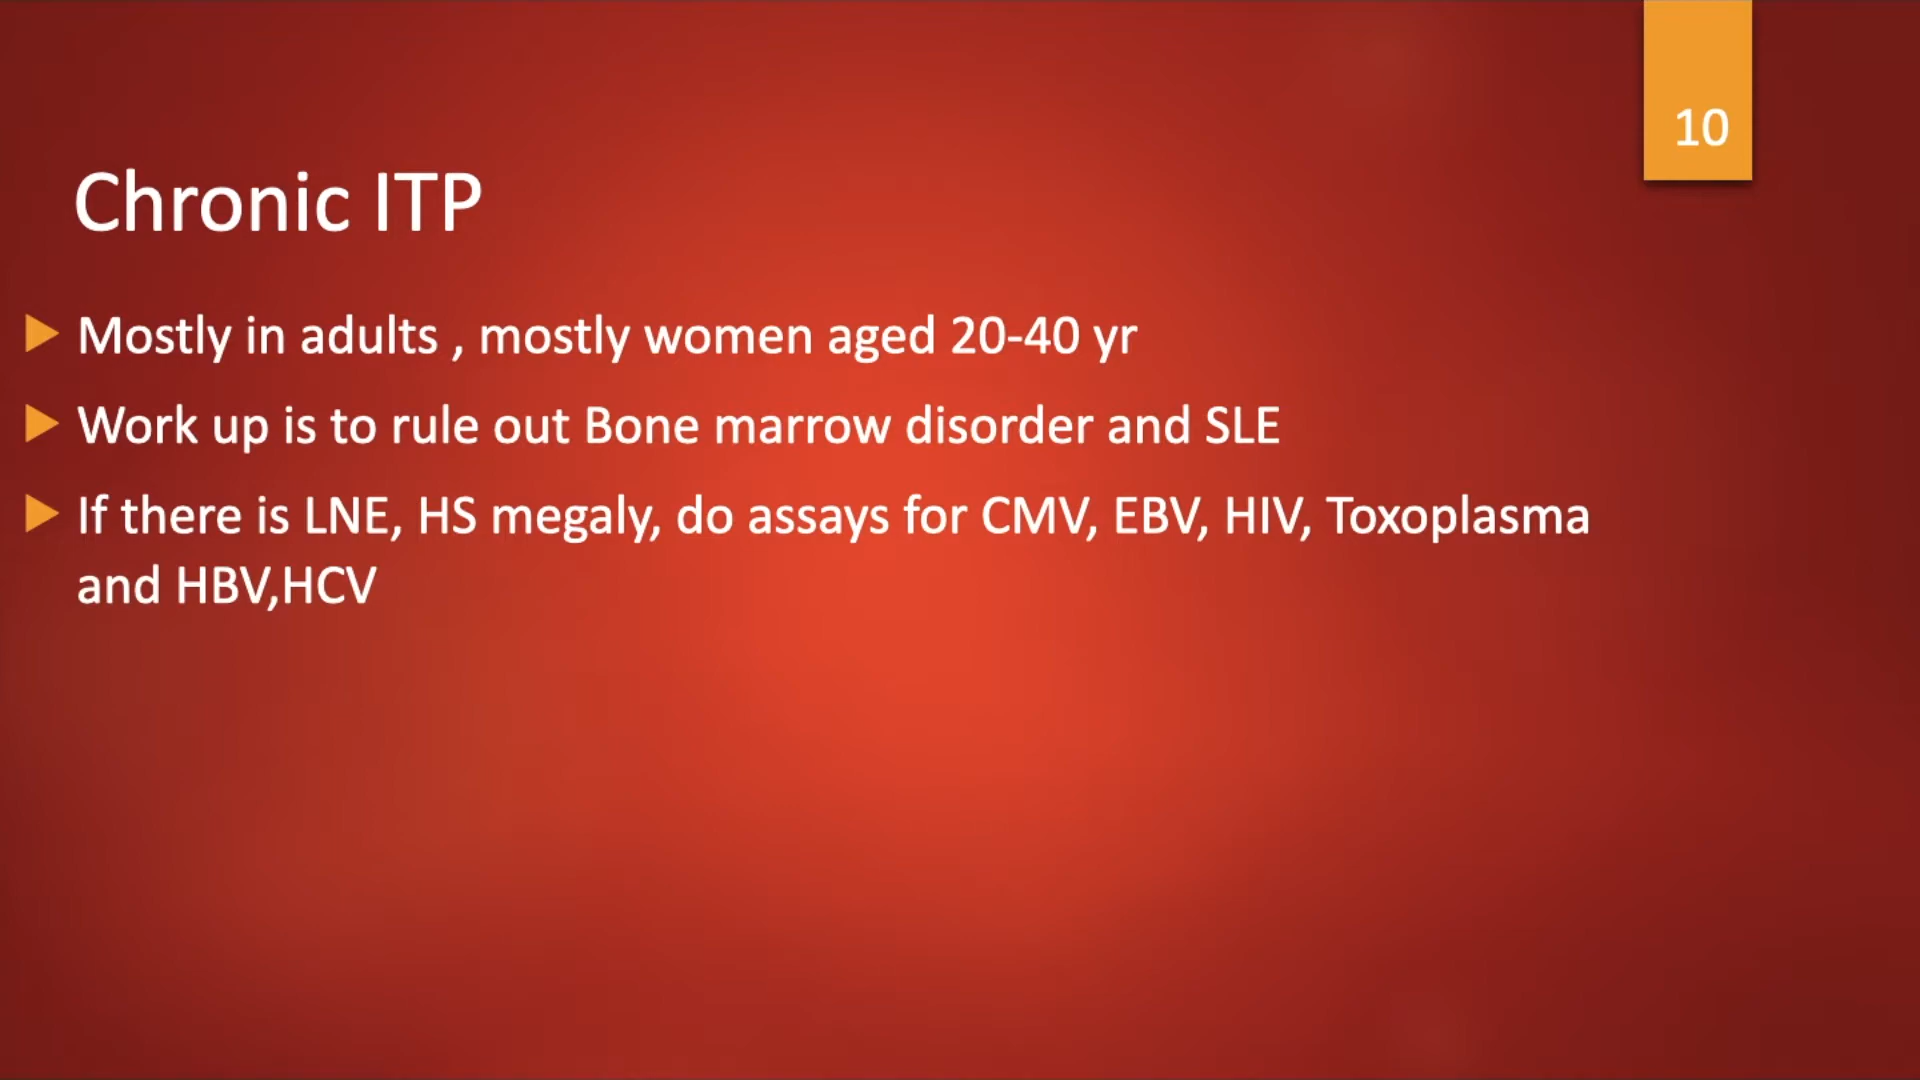 10
Chronic ITP
Mostly in adults , mostly women aged 20-40 yr
Work up is to rule out Bone marrow disorder and SLE
If there is LNE, HS megaly, do assays for CMV, EBV, HIV, Toxoplasma
and HBV,HCV